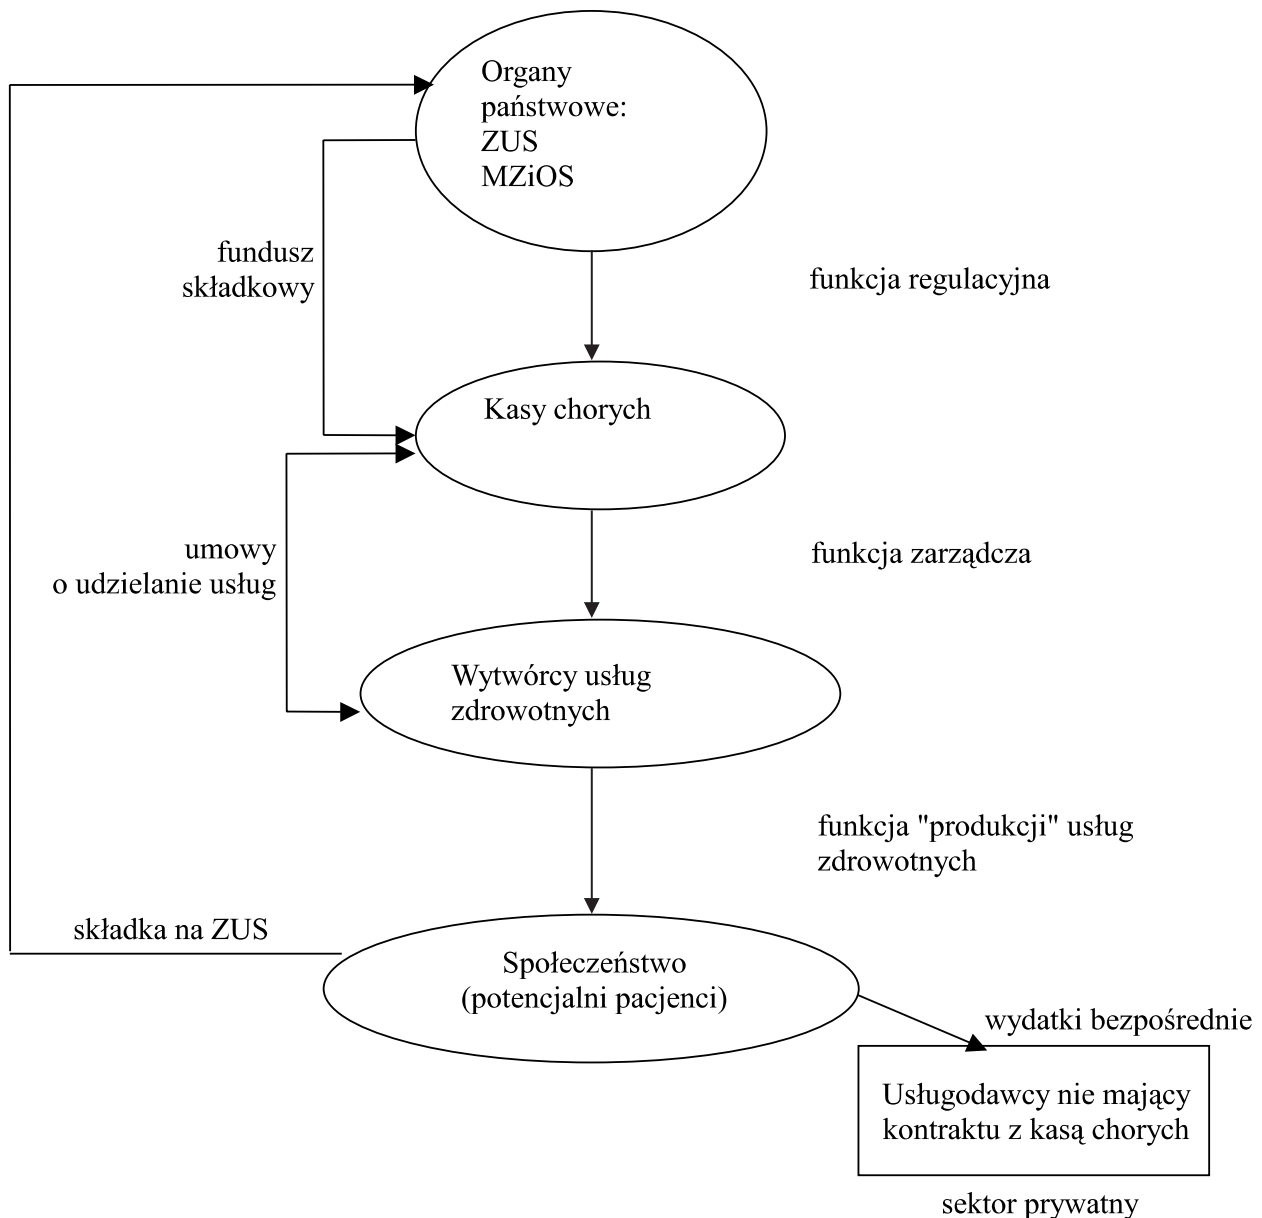 Organy
państwowe:
ZUS
MZiOS
fundusz
składkowy
funkcja regulacyjna
Kasy chorych
umowy
o udzielanie usług
funkcja zarządcza
Wytwórcy usług
zdrowotnych
funkcja "produkcji" usług
zdrowotnych
składka na ZUS
Społeczeństwo
(potencjalni pacjenci)
wydatki bezpośrednie
Usługodawcy nie mający
kontraktu z kasą chorych
sektor prywatny